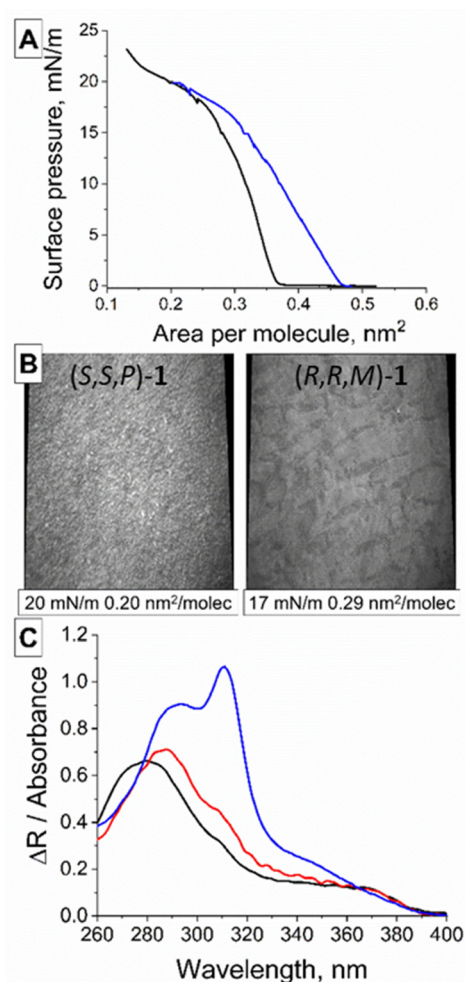 A
25
20
15
10
5
0
Surface pressure, mN/m
0.1 0.2 0.3 0.4 0.5 0.6
Area per molecule, nm²
B
(S,S,P)-1 (R,R,M)-1
20 mN/m 0.20 nm²/molec 17 mN/m 0.29 nm²/molec
C
1.2
1.0
0.8
0.6
0.4
0.2
0.0
ΔR / Absorbance
260 280 300 320 340 360 380 400
Wavelength, nm